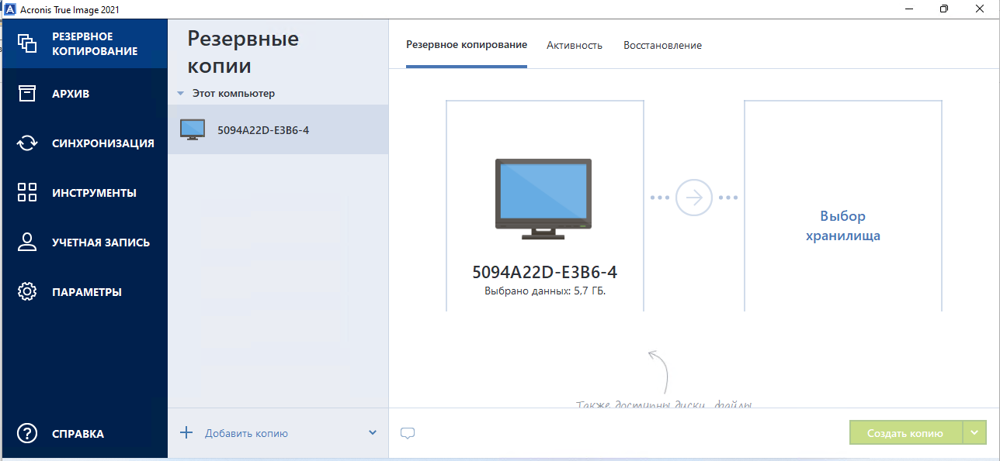 Acronis True Image 2021
РЕЗЕРВНОЕ
КОПИРОВАНИЕ
АРХИВ
СИНХРОНИЗАЦИЯ
ИНСТРУМЕНТЫ
УЧЕТНАЯ ЗАПИСЬ
ПАРАМЕТРЫ
СПРАВКА
Резервные
копии
Этот компьютер
5094A22D-E3B6-4
Добавить копию
Резервное копирование Активность Восстановление
5094A22D-E3B6-4
Выбрано данных: 5,7 ГБ.
Выбор
хранилища
Также доступны диски, файлы
Создать копию